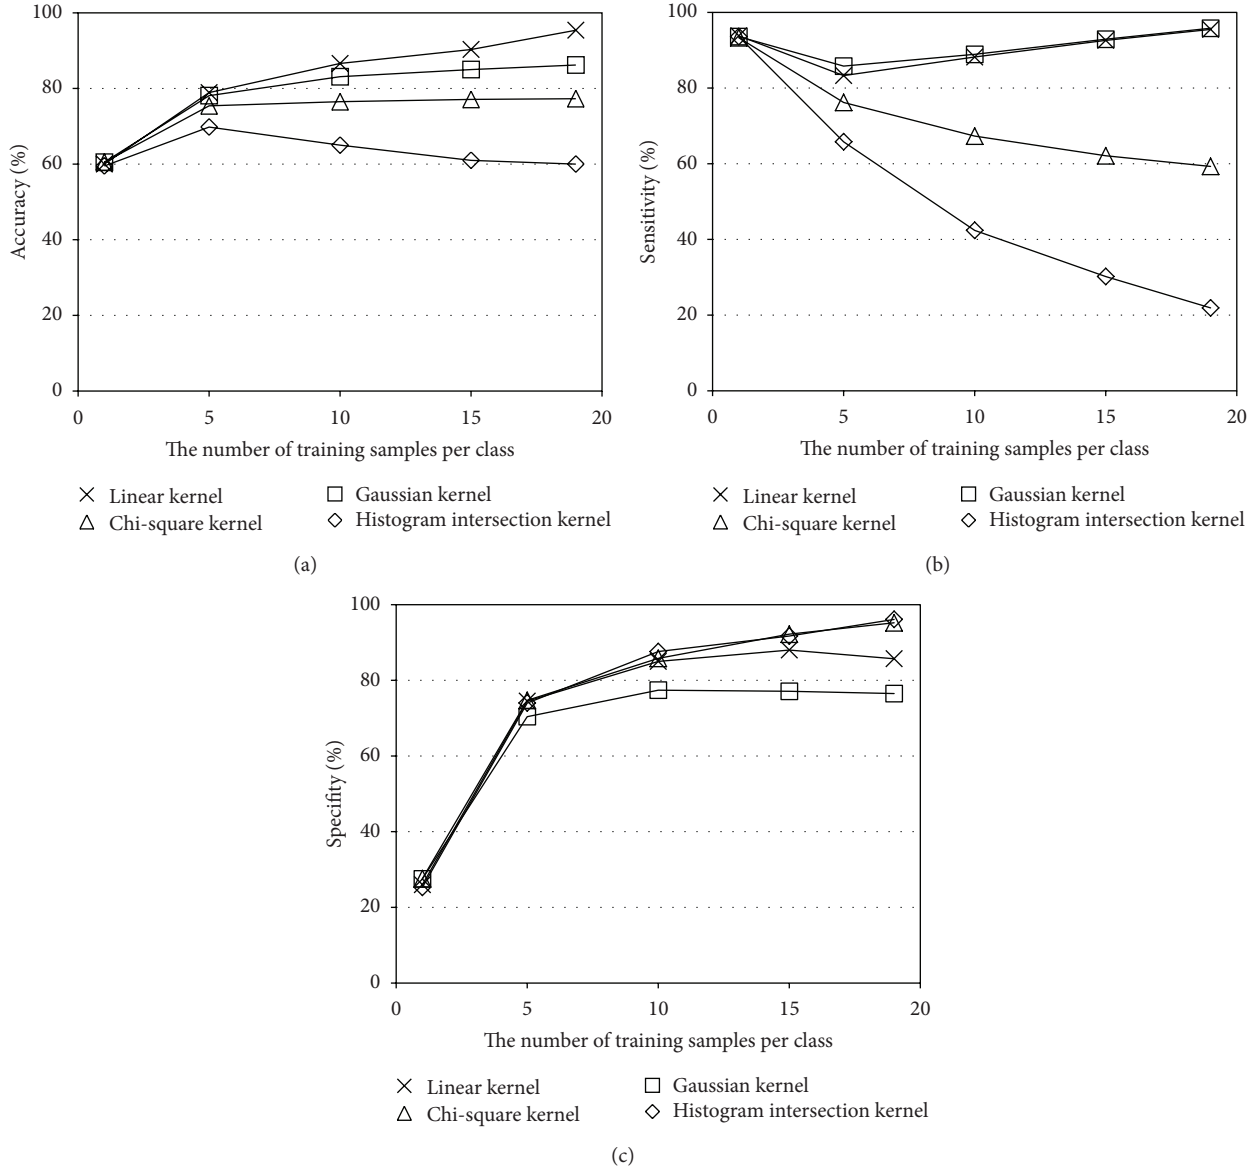 100
80
60
40
20
0
Accuracy (%)
0 5 10 15 20
The number of training samples per class
Linear kernel
Gaussian kernel
Chi-square kernel
Histogram intersection kernel
(a)
100
80
60
40
20
0
Sensitivity (%)
0 5 10 15 20
The number of training samples per class
Linear kernel
Gaussian kernel
Chi-square kernel
Histogram intersection kernel
(b)
100
80
60
40
20
0
Specifity (%)
0 5 10 15 20
The number of training samples per class
Linear kernel
Gaussian kernel
Chi-square kernel
Histogram intersection kernel
(c)